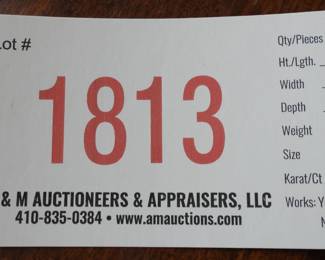 Lot #
1813
& M AUCTIONEERS & APPRAISERS, LLC
410-835-0384 • www.amauctions.com
Qty/Pieces
Ht./Lgth.
Width
Depth
Weight
Size
Karat/Ct
Works: Y